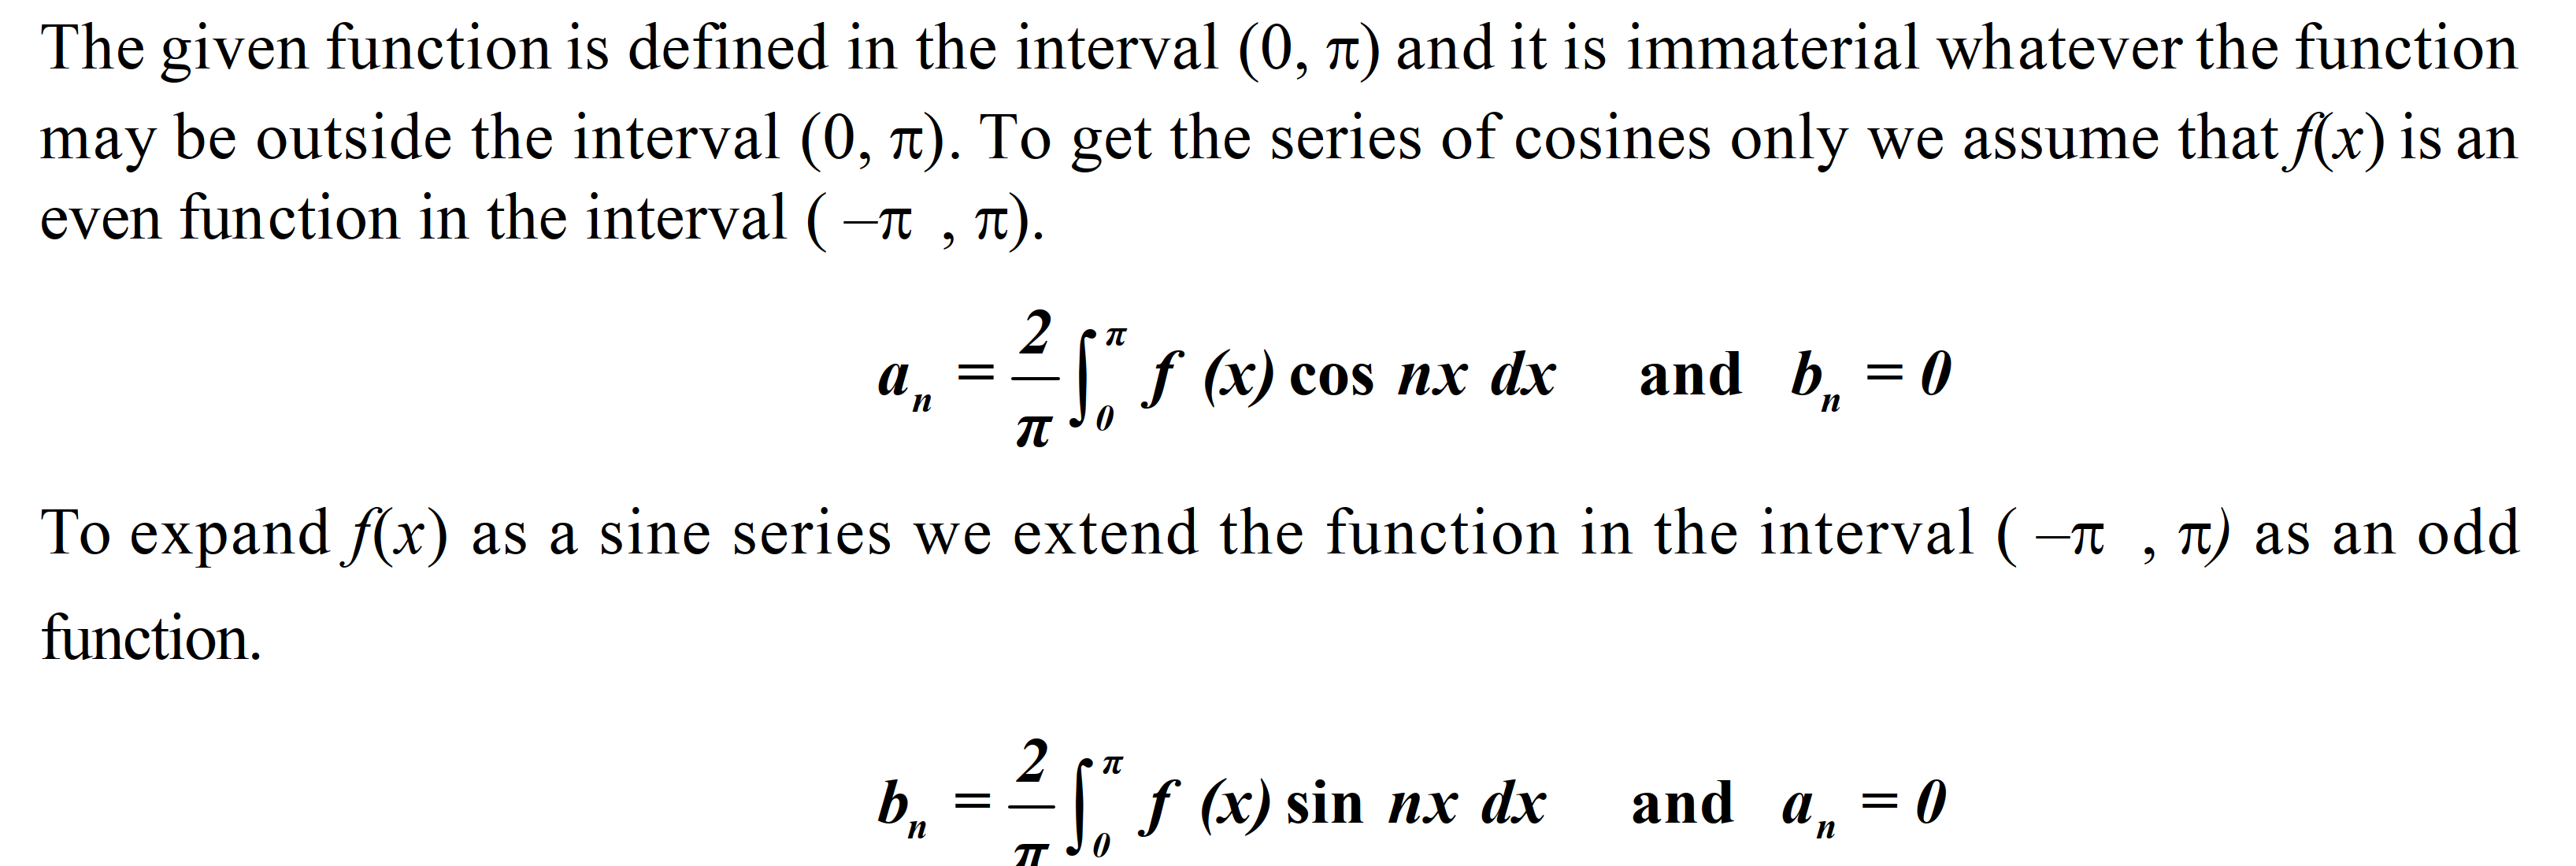 The given function is defined in the interval (0, π) and it is immaterial whatever the function
may be outside the interval (0, π). To get the series of cosines only we assume that f(x) is an
even function in the interval ( –π , π).
aₙ = 2/π ∫₀^π f (x) cos nx dx and bₙ = 0
To expand f(x) as a sine series we extend the function in the interval ( –π , π) as an odd
function.
bₙ = 2/π ∫₀^π f (x) sin nx dx and aₙ = 0